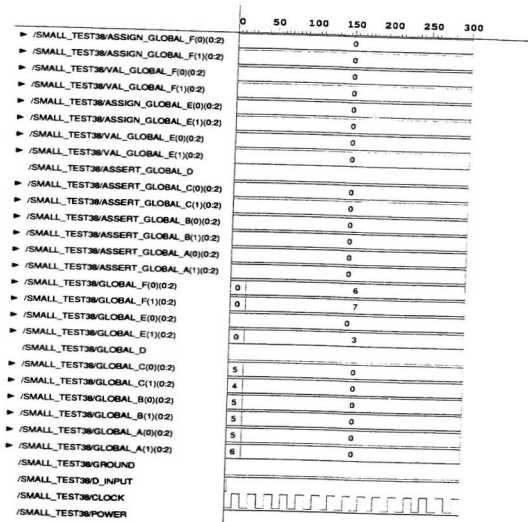 0 50 100 150 200 250 300
► /SMALL_TEST38/ASSIGN_GLOBAL_F(0)(0:2) 0
► /SMALL_TEST38/ASSIGN_GLOBAL_F(1)(0:2) 0
► /SMALL_TEST38/VAL_GLOBAL_F(0)(0:2) 0
► /SMALL_TEST38/VAL_GLOBAL_F(1)(0:2) 0
► /SMALL_TEST38/ASSIGN_GLOBAL_E(0)(0:2) 0
► /SMALL_TEST38/ASSIGN_GLOBAL_E(1)(0:2) 0
► /SMALL_TEST38/VAL_GLOBAL_E(0)(0:2) 0
► /SMALL_TEST38/VAL_GLOBAL_E(1)(0:2) 0
/SMALL_TEST38/ASSERT_GLOBAL_D
► /SMALL_TEST38/ASSERT_GLOBAL_C(0)(0:2) 0
► /SMALL_TEST38/ASSERT_GLOBAL_C(1)(0:2) 0
► /SMALL_TEST38/ASSERT_GLOBAL_B(0)(0:2) 0
► /SMALL_TEST38/ASSERT_GLOBAL_B(1)(0:2) 0
► /SMALL_TEST38/ASSERT_GLOBAL_A(0)(0:2) 0
► /SMALL_TEST38/ASSERT_GLOBAL_A(1)(0:2) 0
► /SMALL_TEST38/GLOBAL_F(0)(0:2) 0 6
► /SMALL_TEST38/GLOBAL_F(1)(0:2) 0 7
► /SMALL_TEST38/GLOBAL_E(0)(0:2) 0
► /SMALL_TEST38/GLOBAL_E(1)(0:2) 0 3
/SMALL_TEST38/GLOBAL_D
► /SMALL_TEST38/GLOBAL_C(0)(0:2) 5 0
► /SMALL_TEST38/GLOBAL_C(1)(0:2) 4 0
► /SMALL_TEST38/GLOBAL_B(0)(0:2) 5 0
► /SMALL_TEST38/GLOBAL_B(1)(0:2) 5 0
► /SMALL_TEST38/GLOBAL_A(0)(0:2) 5 0
► /SMALL_TEST38/GLOBAL_A(1)(0:2) 6 0
/SMALL_TEST38/GROUND
/SMALL_TEST38/D_INPUT
/SMALL_TEST38/CLOCK
/SMALL_TEST38/POWER